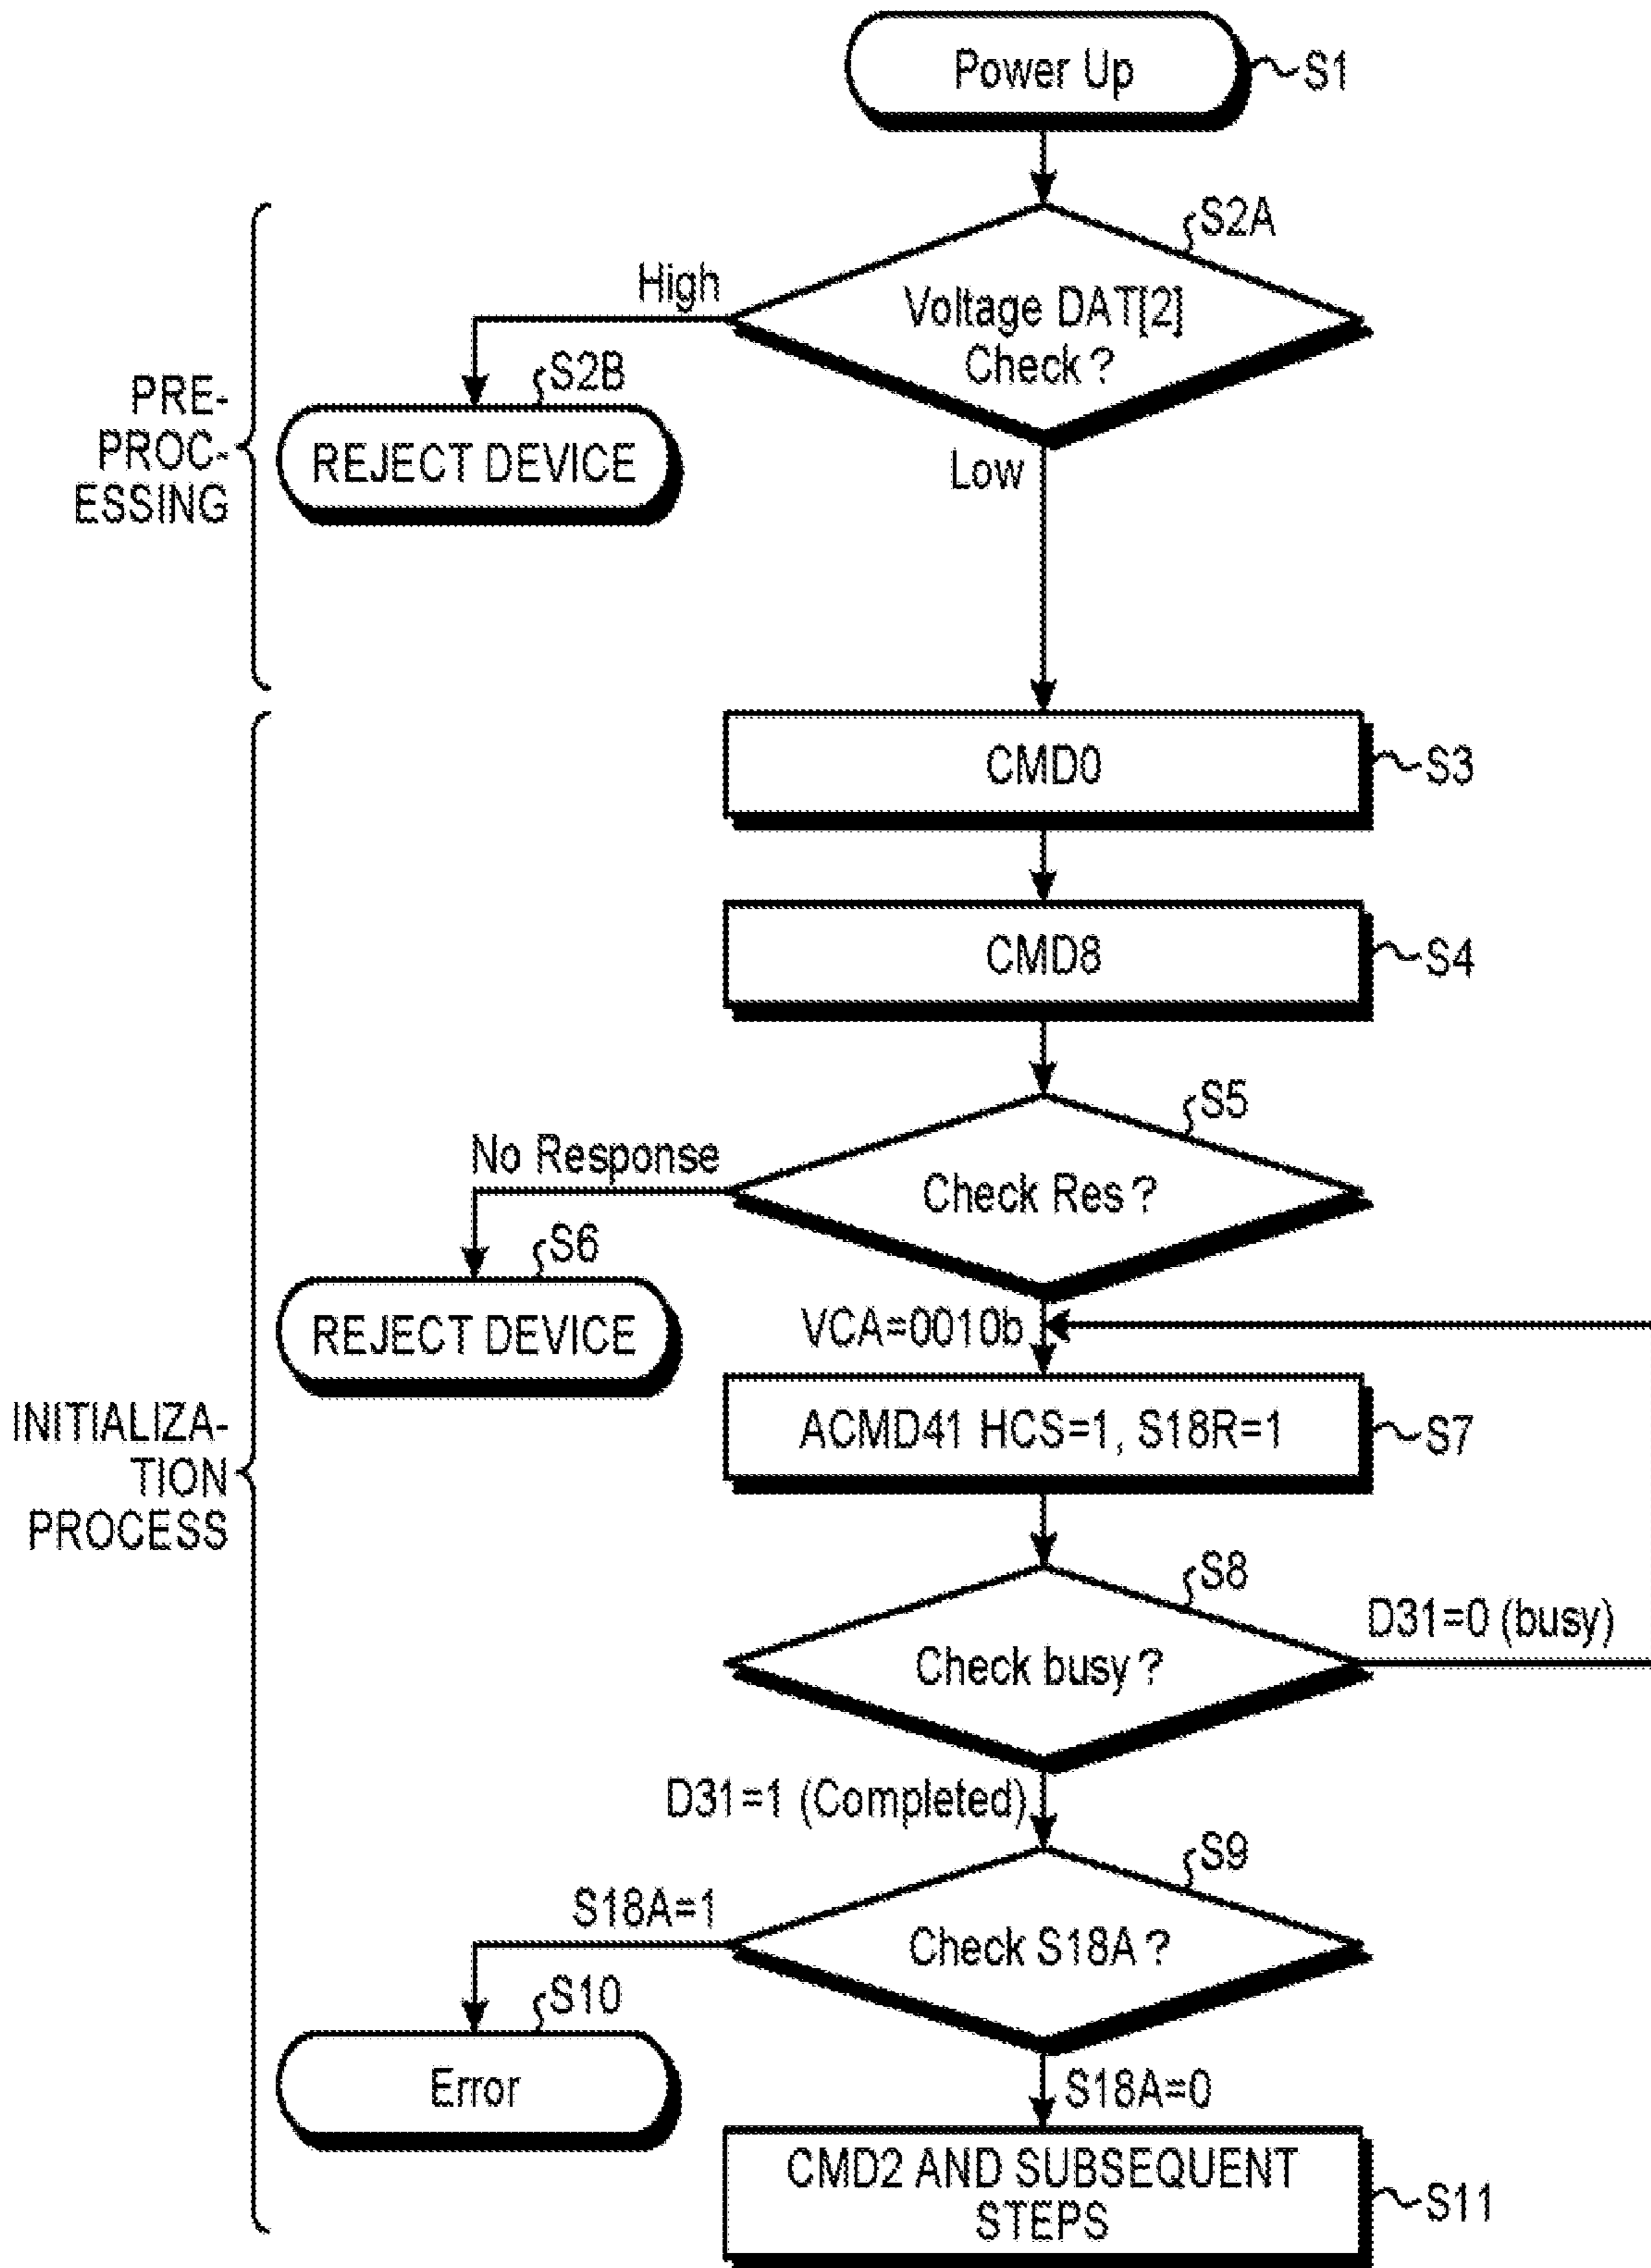 Power Up
S1
S2A
High
Voltage DAT[2]
Check?
S2B
PRE-
PROC-
ESSING
REJECT DEVICE
Low
CMD0
S3
CMD8
S4
S5
No Response
Check Res?
S6
REJECT DEVICE
VCA=0010b
INITIALIZA-
TION
PROCESS
ACMD41 HCS=1, S18R=1
S7
S8
D31=0 (busy)
Check busy?
D31=1 (Completed)
S9
S18A=1
Check S18A?
S10
Error
S18A=0
CMD2 AND SUBSEQUENT
STEPS
S11